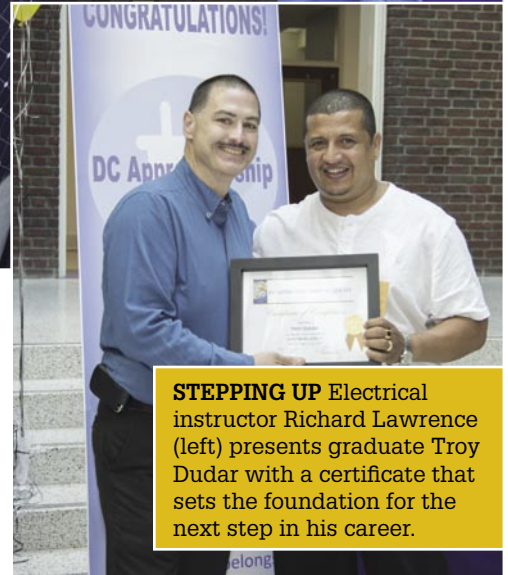 CONGRATULATIONS!
DC Appr ship
STEPPING UP Electrical
instructor Richard Lawrence
(left) presents graduate Troy
Dudar with a certificate that
sets the foundation for the
next step in his career.